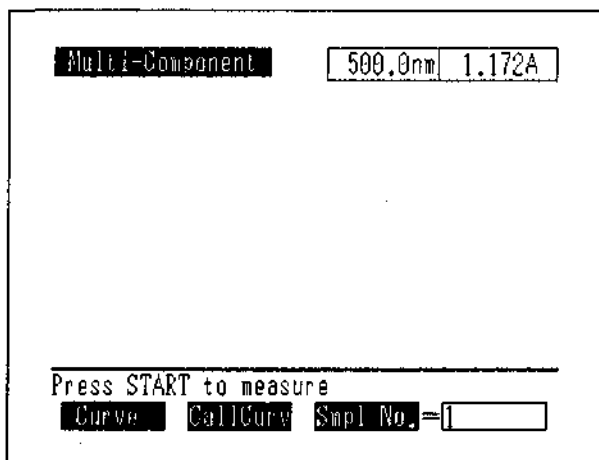 Multi-Component 500.0nm 1.172A
Press START to measure
Curve CallCurv Smpl No.=1